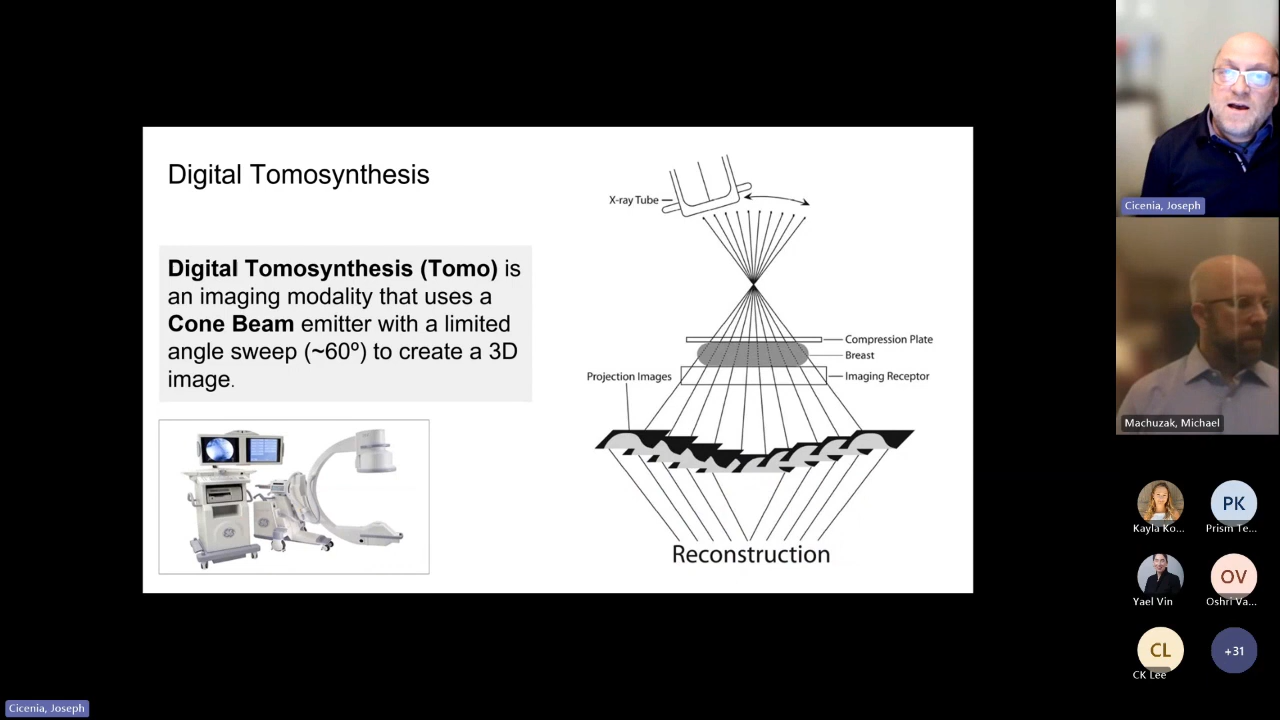 Digital Tomosynthesis
Digital Tomosynthesis (Tomo) is
an imaging modality that uses a
Cone Beam emitter with a limited
angle sweep (~60º) to create a 3D
image.
X-ray Tube
Compression Plate
Breast
Projection Images
Imaging Receptor
Reconstruction
Cicenia, Joseph
Machuzak, Michael
PK
Kayla Ko...
Prism Te...
OV
Yael Vin
Oshri Va...
CL
+31
CK Lee
Cicenia, Joseph